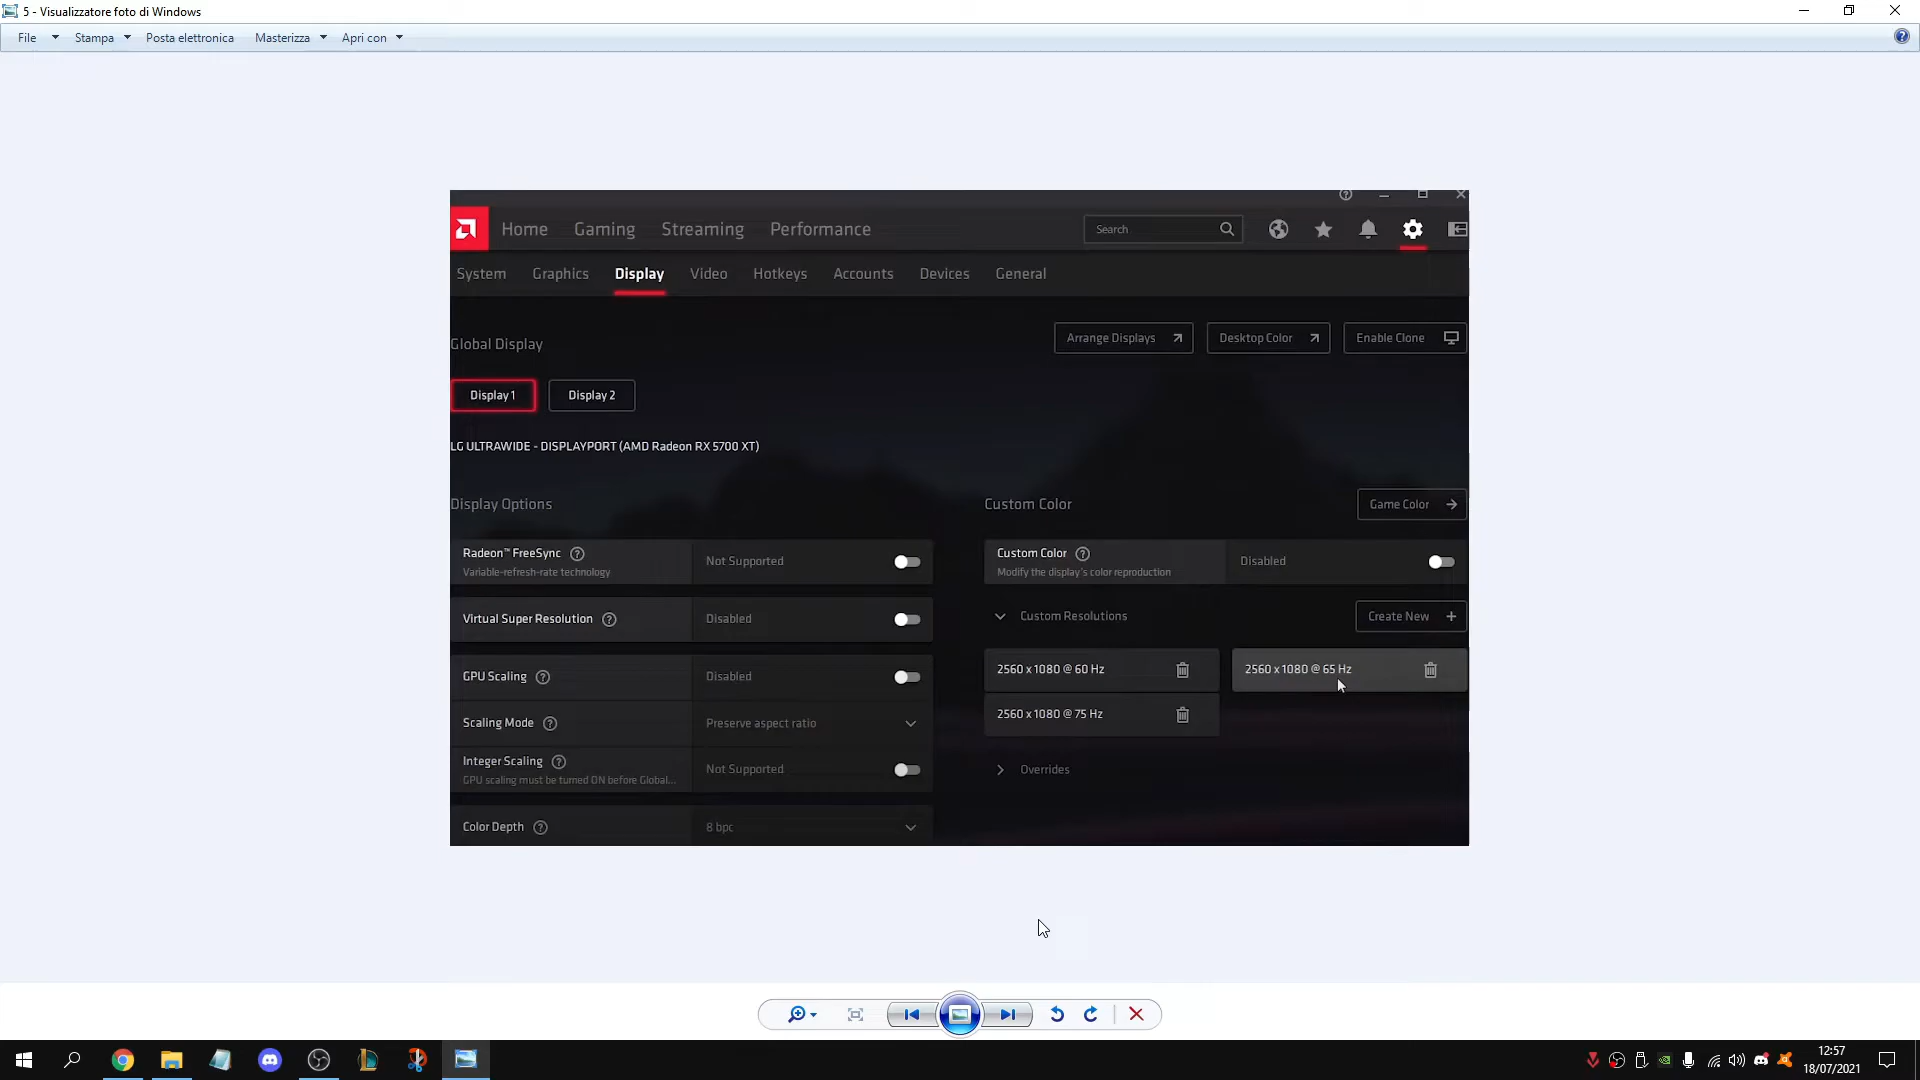 5 - Visualizzatore foto di Windows
File Stampa Posta elettronica Masterizza Apri con
Home Gaming Streaming Performance Search
System Graphics Display Video Hotkeys Accounts Devices General
Global Display Arrange Displays Desktop Color Enable Clone
Display 1 Display 2
LG ULTRAWIDE - DISPLAYPORT (AMD Radeon RX 5700 XT)
Display Options
Radeon™ FreeSync
Variable-refresh-rate technology
Not Supported
Virtual Super Resolution Disabled
GPU Scaling Disabled
Scaling Mode Preserve aspect ratio
Integer Scaling
GPU scaling must be turned ON before Global...
Not Supported
Color Depth 8 bpc
Custom Color Game Color
Custom Color
Modify the display's color reproduction
Disabled
Custom Resolutions Create New
2560 x 1080 @ 60 Hz 2560 x 1080 @ 65 Hz
2560 x 1080 @ 75 Hz
Overrides
12:57
18/07/2021